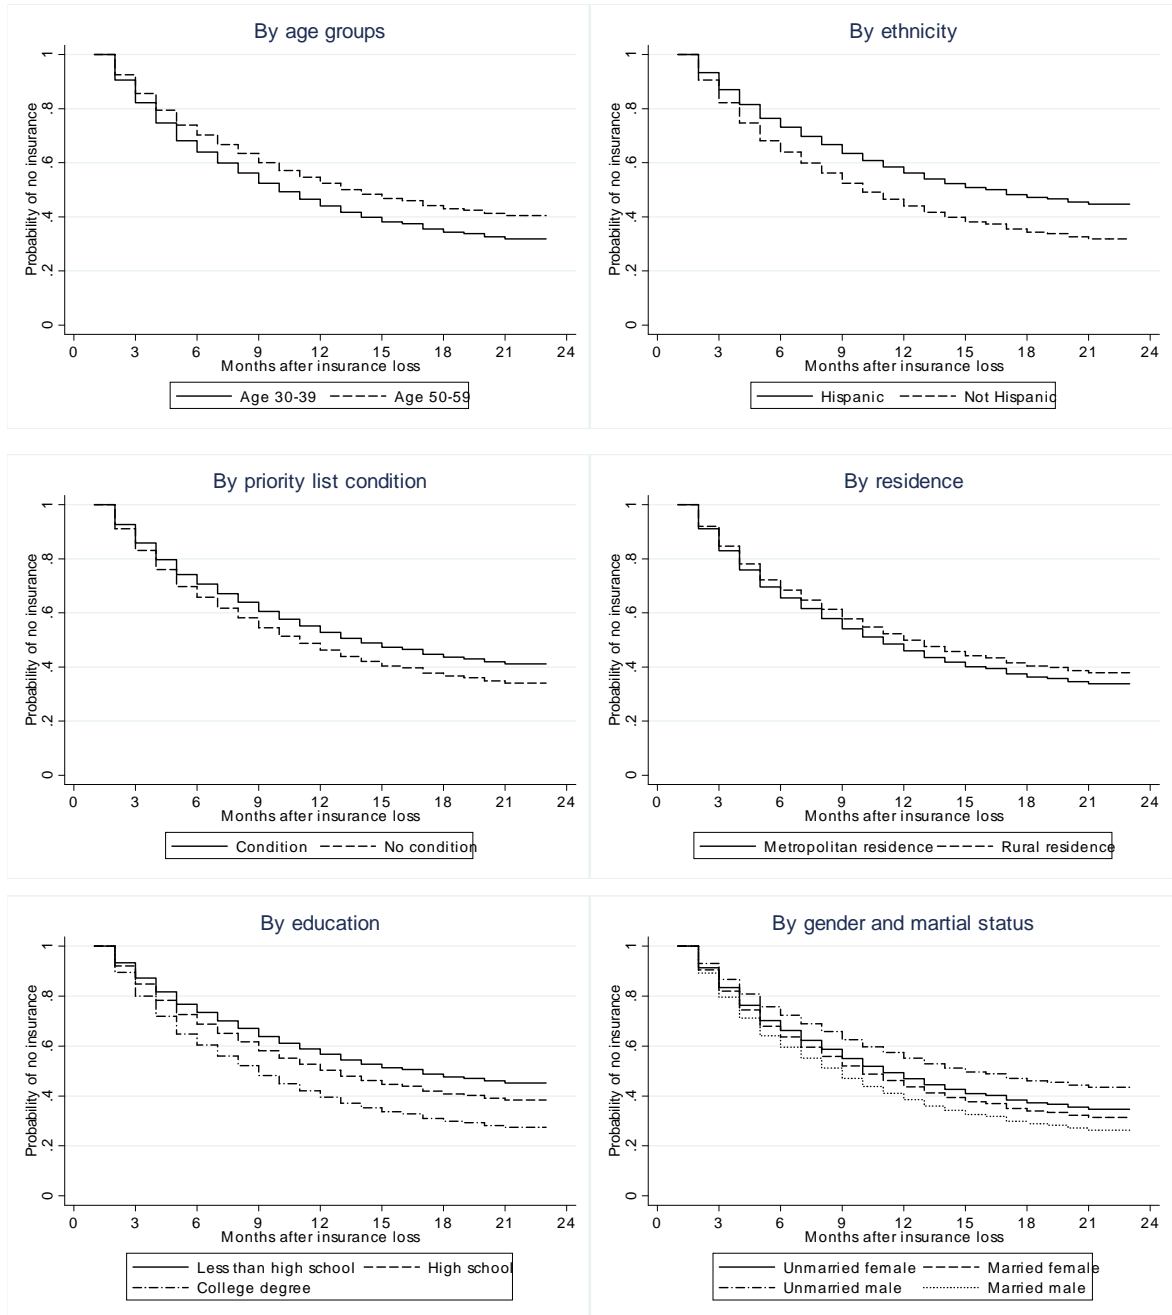 By age groups
Probability of no insurance
1
.8
.6
.4
.2
0
0 3 6 9 12 15 18 21 24
Months after insurance loss
Age 30-39 Age 50-59
By ethnicity
Probability of no insurance
1
.8
.6
.4
.2
0
0 3 6 9 12 15 18 21 24
Months after insurance loss
Hispanic Not Hispanic
By priority list condition
Probability of no insurance
1
.8
.6
.4
.2
0
0 3 6 9 12 15 18 21 24
Months after insurance loss
Condition No condition
By residence
Probability of no insurance
1
.8
.6
.4
.2
0
0 3 6 9 12 15 18 21 24
Months after insurance loss
Metropolitan residence Rural residence
By education
Probability of no insurance
1
.8
.6
.4
.2
0
0 3 6 9 12 15 18 21 24
Months after insurance loss
Less than high school High school
College degree
By gender and martial status
Probability of no insurance
1
.8
.6
.4
.2
0
0 3 6 9 12 15 18 21 24
Months after insurance loss
Unmarried female Married female
Unmarried male Married male